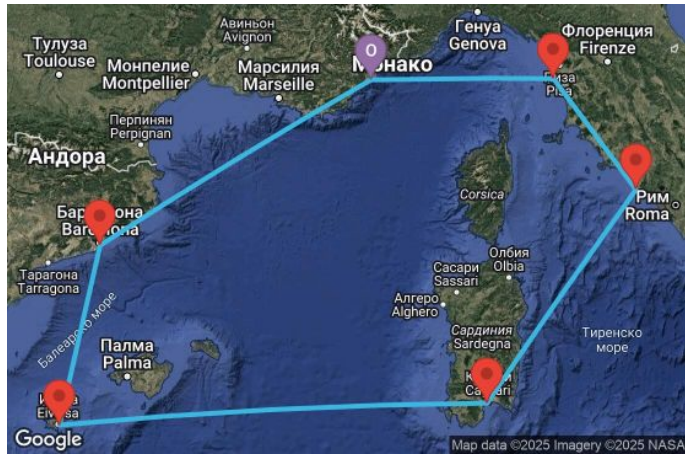 Авиньон
Avignon
Тулуза
Toulouse
Монпелие
Montpellier
Марсилия
Marseille
O
Монако
Генуа
Genova
Флоренция
Firenze
Пиза
Pisa
Перпинян
Perpignan
Андора
Барселона
Barcelona
Тарагона
Tarragona
Балеарско море
Палма
Palma
Eivissa
Corsica
Олбия
Olbia
Сасари
Sassari
Алгеро
Alghero
Сардиния
Sardegna
Рим
Roma
Тиренско
море
Google
Map data ©2025 Imagery ©2025 NASA